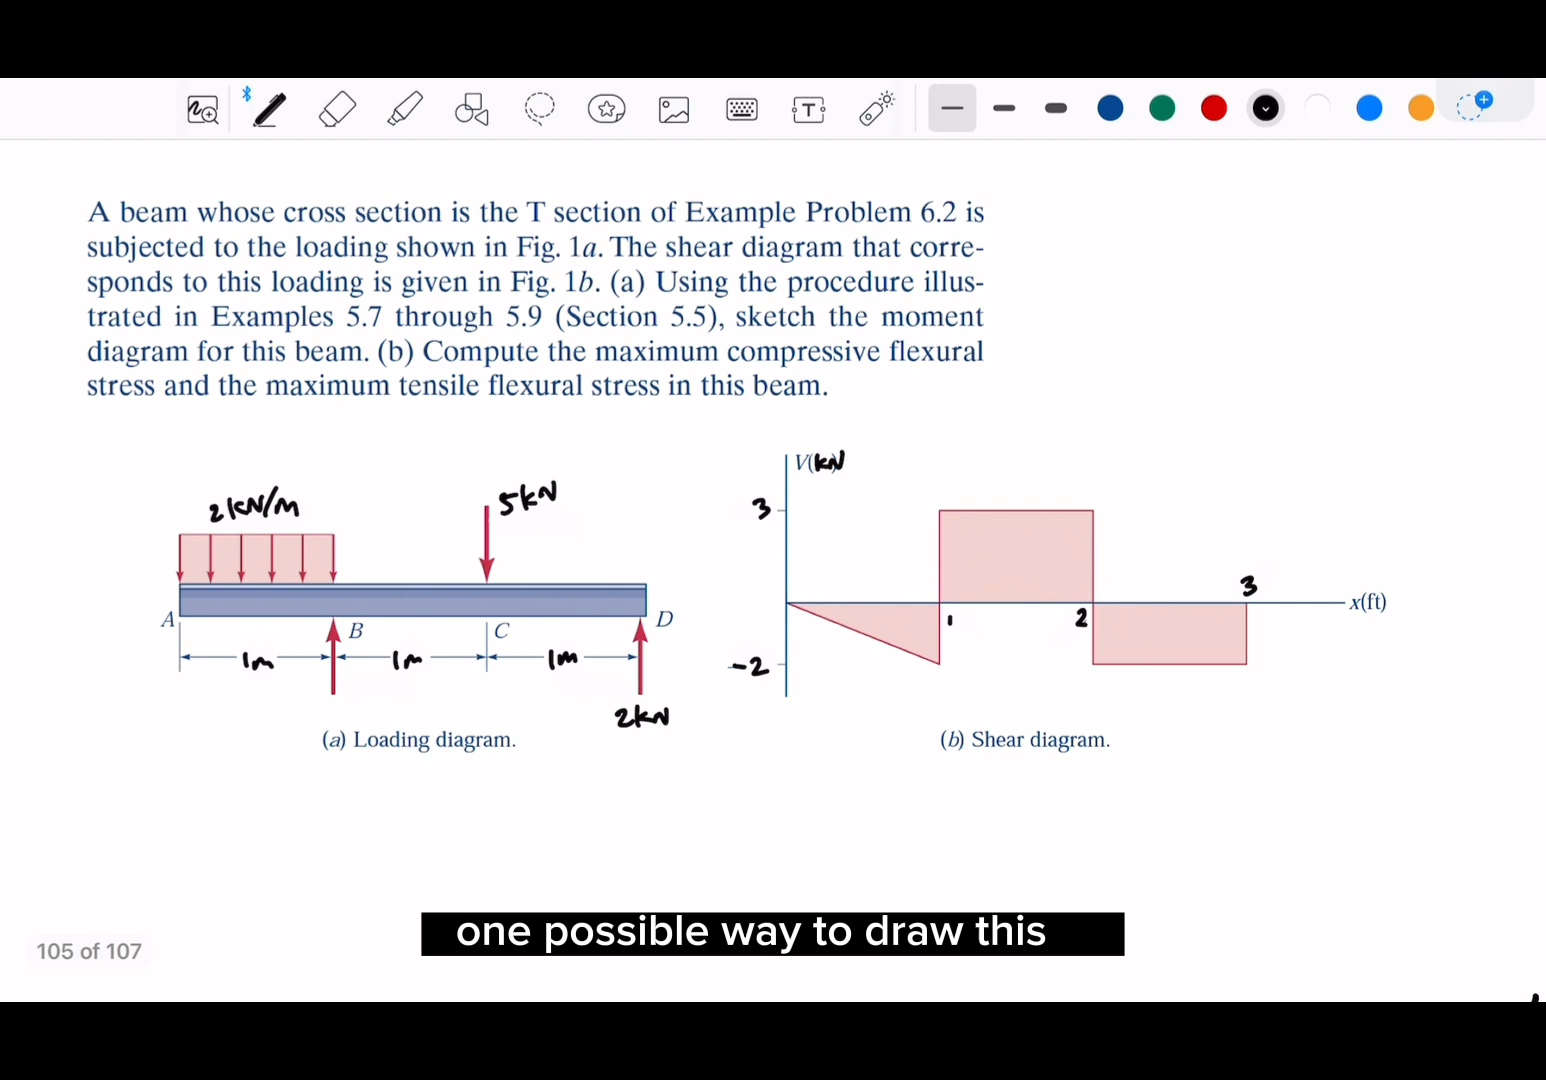 A beam whose cross section is the T section of Example Problem 6.2 is
subjected to the loading shown in Fig. 1a. The shear diagram that corre-
sponds to this loading is given in Fig. 1b. (a) Using the procedure illus-
trated in Examples 5.7 through 5.9 (Section 5.5), sketch the moment
diagram for this beam. (b) Compute the maximum compressive flexural
stress and the maximum tensile flexural stress in this beam.
2kN/m
5kN
A
B
C
D
1m
1m
1m
2kN
(a) Loading diagram.
V(kN
3
3
x(ft)
1
2
-2
(b) Shear diagram.
one possible way to draw this
105 of 107
T